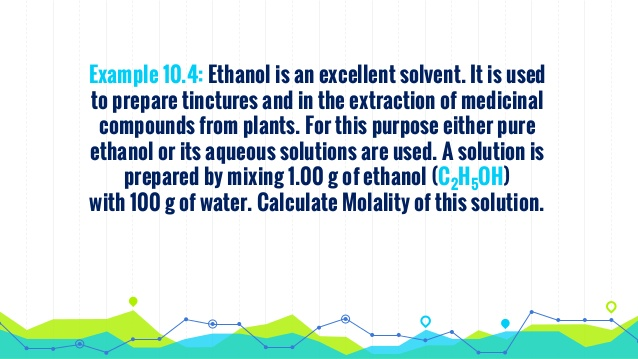 Example 10.4: Ethanol is an excellent solvent. It is used
to prepare tinctures and in the extraction of medicinal
compounds from plants. For this purpose either pure
ethanol or its aqueous solutions are used. A solution is
prepared by mixing 1.00 g of ethanol (C₂H₅OH)
with 100 g of water. Calculate Molality of this solution.